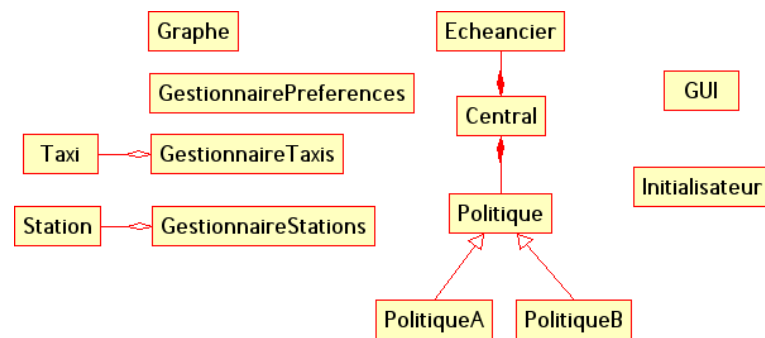 Graphe
Echeancier
GestionnairePreferences
GUI
Central
Taxi
GestionnaireTaxis
Initialisateur
Station
GestionnaireStations
Politique
PolitiqueA
PolitiqueB